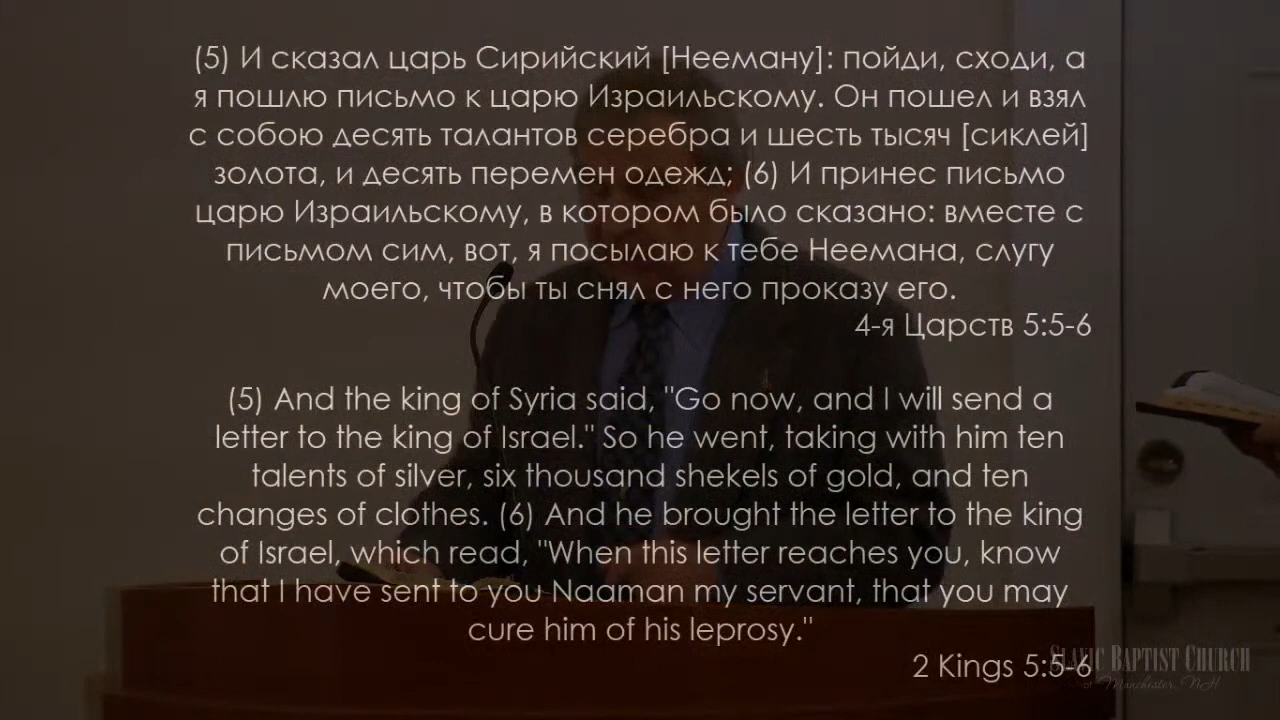 (5) И сказал царь Сирийский [Нееману]: пойди, сходи, а
я пошлю письмо к царю Израильскому. Он пошел и взял
с собою десять талантов серебра и шесть тысяч [сиклей]
золота, и десять перемен одежд; (6) И принес письмо
царю Израильскому, в котором было сказано: вместе с
письмом сим, вот, я посылаю к тебе Неемана, слугу
моего, чтобы ты снял с него проказу его.
4-я Царств 5:5-6
(5) And the king of Syria said, "Go now, and I will send a
letter to the king of Israel." So he went, taking with him ten
talents of silver, six thousand shekels of gold, and ten
changes of clothes. (6) And he brought the letter to the king
of Israel, which read, "When this letter reaches you, know
that I have sent to you Naaman my servant, that you may
cure him of his leprosy."
2 Kings 5:5-6
Slavic Baptist Church
of Manchester, NH